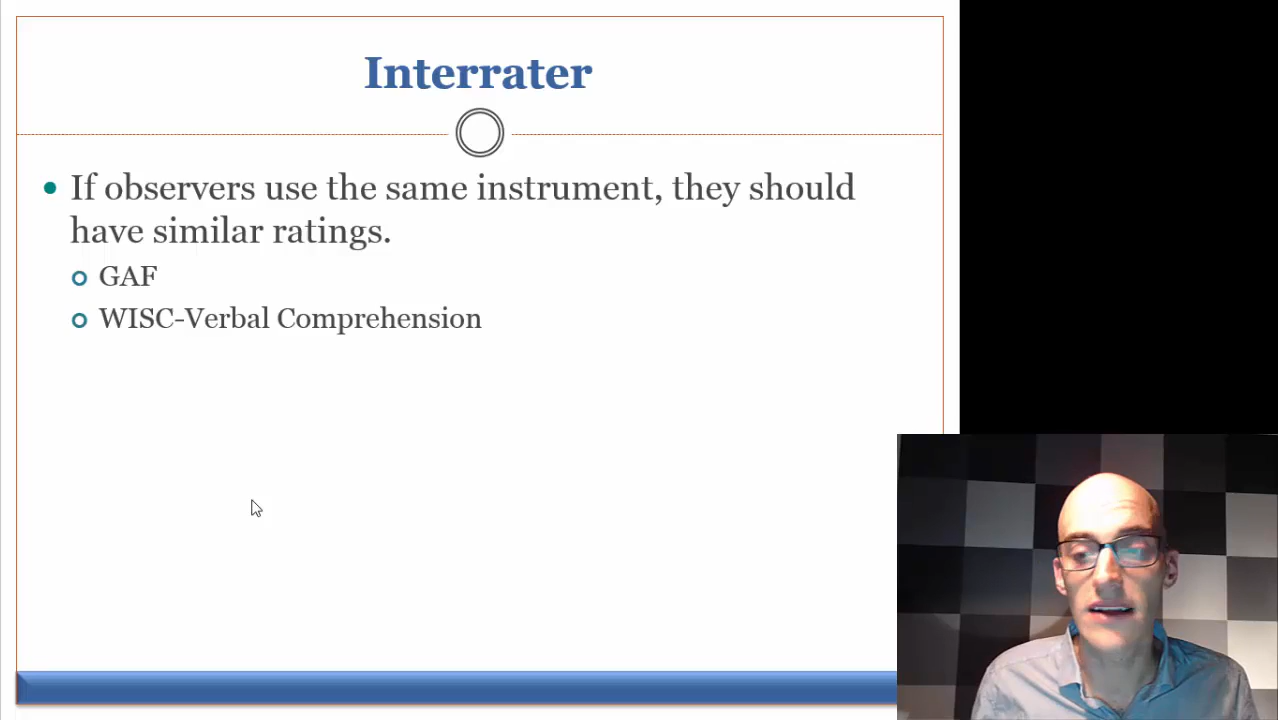 Interrater
If observers use the same instrument, they should
have similar ratings.
GAF
WISC-Verbal Comprehension